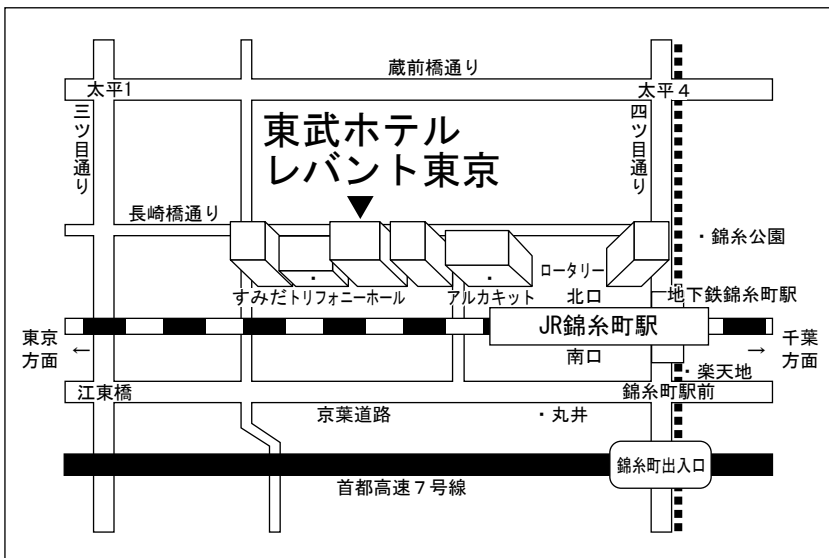 蔵前橋通り
太平1
太平４
三ツ目通り
四ツ目通り
東武ホテル
レバント東京
長崎橋通り
・錦糸公園
ロータリー
すみだトリフォニーホール
アルカキット
北口
地下鉄錦糸町駅
JR錦糸町駅
東京
方面 ←
千葉
→ 方面
南口
・楽天地
江東橋
錦糸町駅前
京葉道路
・丸井
錦糸町出入口
首都高速７号線